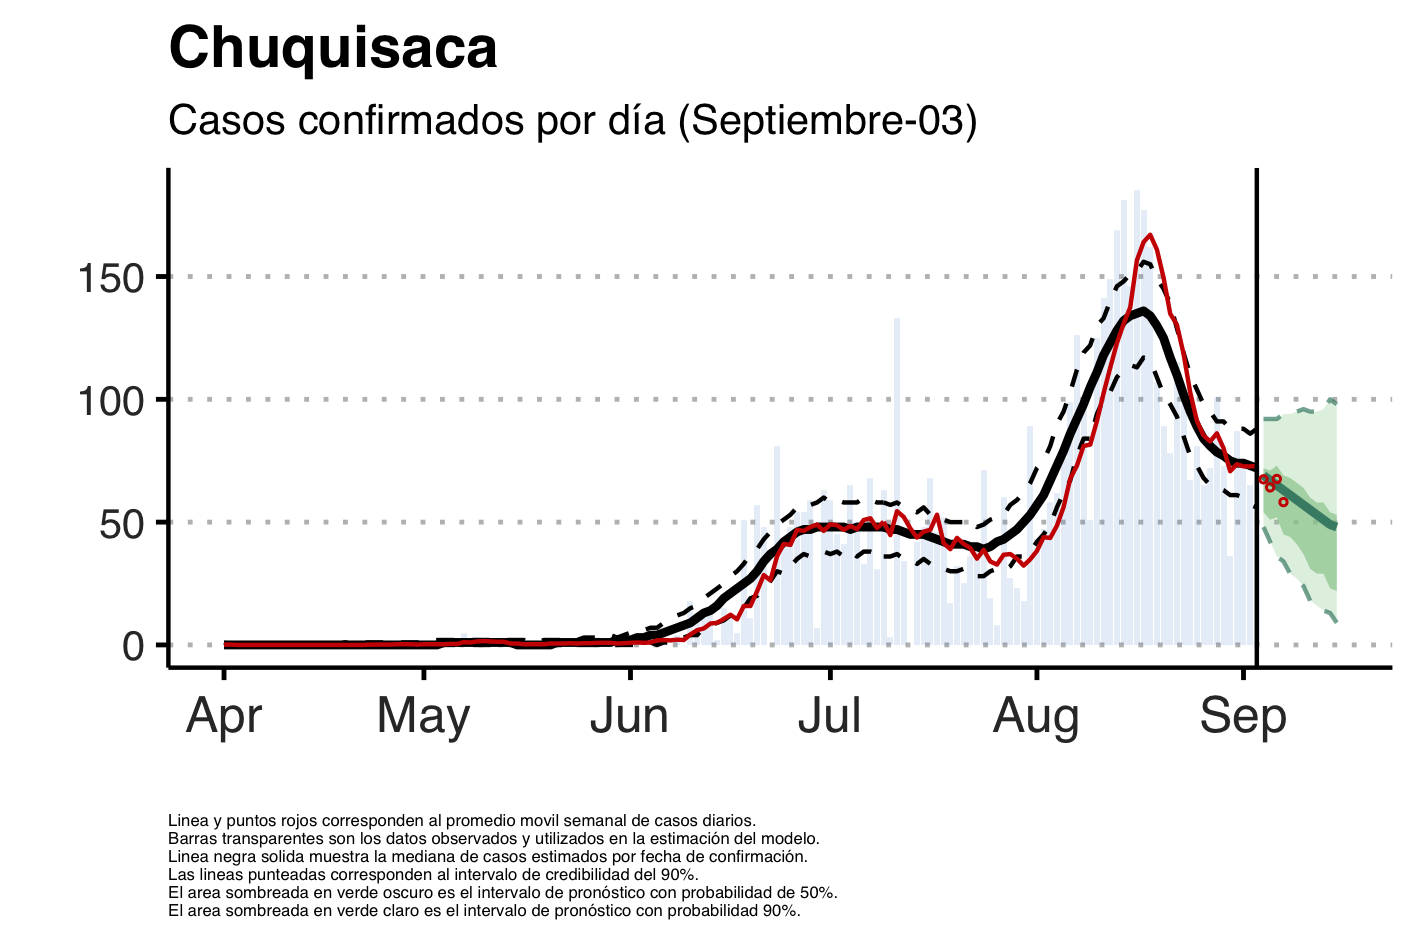 Chuquisaca
Casos confirmados por día (Septiembre-03)
150
100
50
0
Apr May Jun Jul Aug Sep
Linea y puntos rojos corresponden al promedio movil semanal de casos diarios.
Barras transparentes son los datos observados y utilizados en la estimación del modelo.
Linea negra solida muestra la mediana de casos estimados por fecha de confirmación.
Las lineas punteadas corresponden al intervalo de credibilidad del 90%.
El area sombreada en verde oscuro es el intervalo de pronóstico con probabilidad de 50%.
El area sombreada en verde claro es el intervalo de pronóstico con probabilidad 90%.